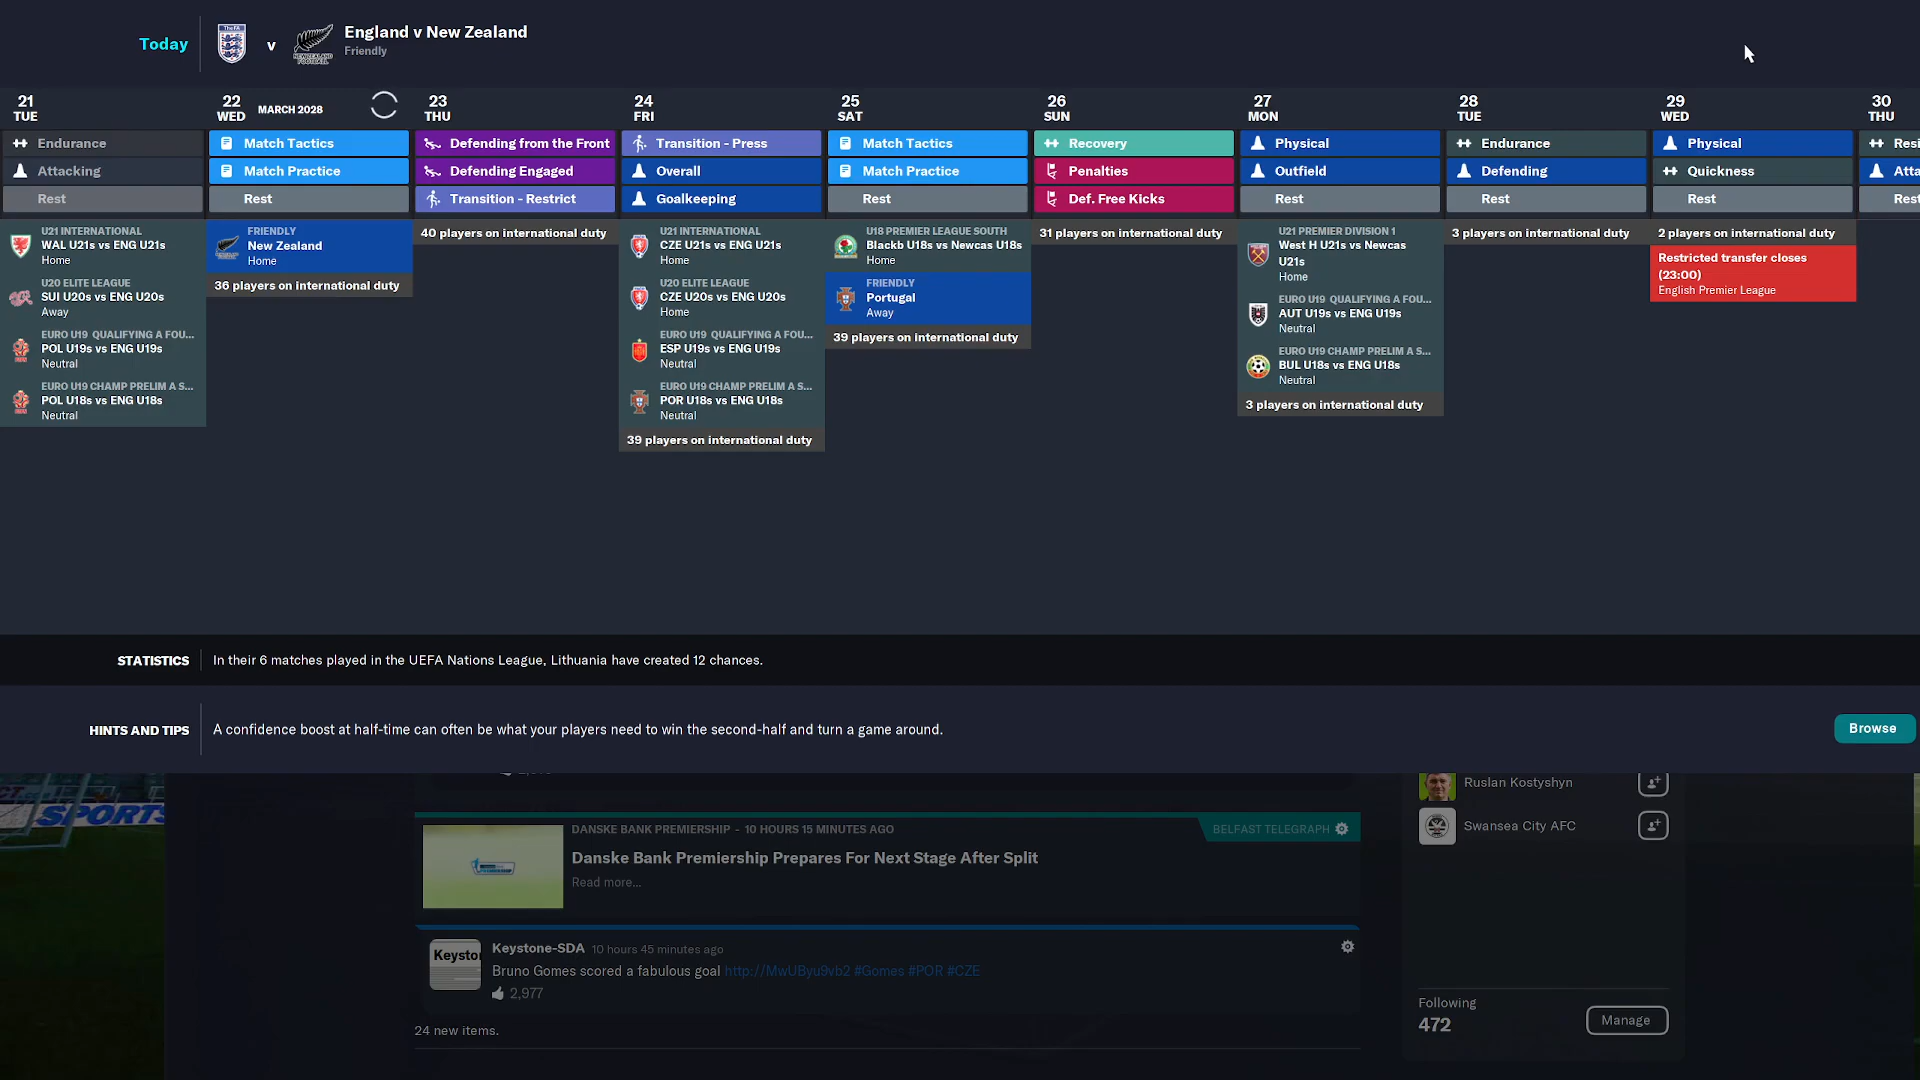 Today
v
England v New Zealand
Friendly
21
TUE
22
WED
MARCH 2028
23
THU
24
FRI
25
SAT
26
SUN
27
MON
28
TUE
29
WED
30
THU
Endurance
Attacking
Rest
Match Tactics
Match Practice
Rest
Defending from the Front
Defending Engaged
Transition - Restrict
Transition - Press
Overall
Goalkeeping
Match Tactics
Match Practice
Rest
Recovery
Penalties
Def. Free Kicks
Physical
Outfield
Rest
Endurance
Defending
Rest
Physical
Quickness
Rest
Resi
Atta
Rest
U21 INTERNATIONAL
WAL U21s vs ENG U21s
Home
U20 ELITE LEAGUE
SUI U20s vs ENG U20s
Away
EURO U19 QUALIFYING A FOU...
POL U19s vs ENG U19s
Neutral
EURO U19 CHAMP PRELIM A S...
POL U18s vs ENG U18s
Neutral
FRIENDLY
New Zealand
Home
36 players on international duty
40 players on international duty
U21 INTERNATIONAL
CZE U21s vs ENG U21s
Home
U20 ELITE LEAGUE
CZE U20s vs ENG U20s
Home
EURO U19 QUALIFYING A FOU...
ESP U19s vs ENG U19s
Neutral
EURO U19 CHAMP PRELIM A S...
POR U18s vs ENG U18s
Neutral
39 players on international duty
U18 PREMIER LEAGUE SOUTH
Blackb U18s vs Newcas U18s
Home
FRIENDLY
Portugal
Away
39 players on international duty
31 players on international duty
U21 PREMIER DIVISION 1
West H U21s vs Newcas
U21s
Home
EURO U19 QUALIFYING A FOU...
AUT U19s vs ENG U19s
Neutral
EURO U19 CHAMP PRELIM A S...
BUL U18s vs ENG U18s
Neutral
3 players on international duty
3 players on international duty
2 players on international duty
Restricted transfer closes
(23:00)
English Premier League
STATISTICS
In their 6 matches played in the UEFA Nations League, Lithuania have created 12 chances.
HINTS AND TIPS
A confidence boost at half-time can often be what your players need to win the second-half and turn a game around.
Browse
SPORTS
DANSKE BANK PREMIERSHIP - 10 HOURS 15 MINUTES AGO
BELFAST TELEGRAPH
Danske Bank Premiership Prepares For Next Stage After Split
Read more...
Keysto
Keystone-SDA 10 hours 45 minutes ago
Bruno Gomes scored a fabulous goal http://MwUByu9vb2 #Gomes #POR #CZE
2,977
24 new items.
Ruslan Kostyshyn
Swansea City AFC
Following
472
Manage